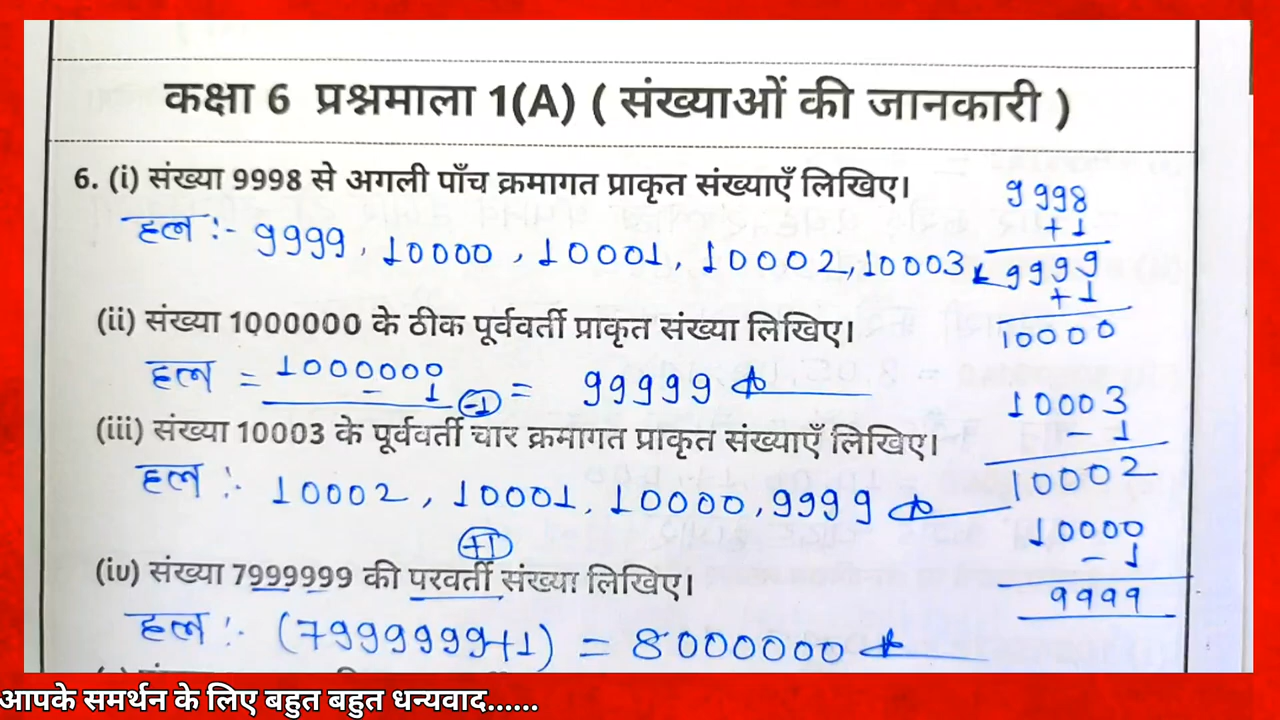 कक्षा 6 प्रश्नमाला 1(A) ( संख्याओं की जानकारी )
6. (i) संख्या 9998 से अगली पाँच क्रमागत प्राकृत संख्याएँ लिखिए।
हल :- 9999, 10000, 10001, 10002, 10003
9998
+1
9999
+1
10000
(ii) संख्या 1000000 के ठीक पूर्ववर्ती प्राकृत संख्या लिखिए।
हल = 1000000 = 99999
- 1
-1
(iii) संख्या 10003 के पूर्ववर्ती चार क्रमागत प्राकृत संख्याएँ लिखिए।
हल :- 10002, 10001, 10000, 9999
10003
- 1
10002
10000
- 1
9999
+1
(iv) संख्या 7999999 की परवर्ती संख्या लिखिए।
हल :- (7999999+1) = 8000000
आपके समर्थन के लिए बहुत बहुत धन्यवाद......